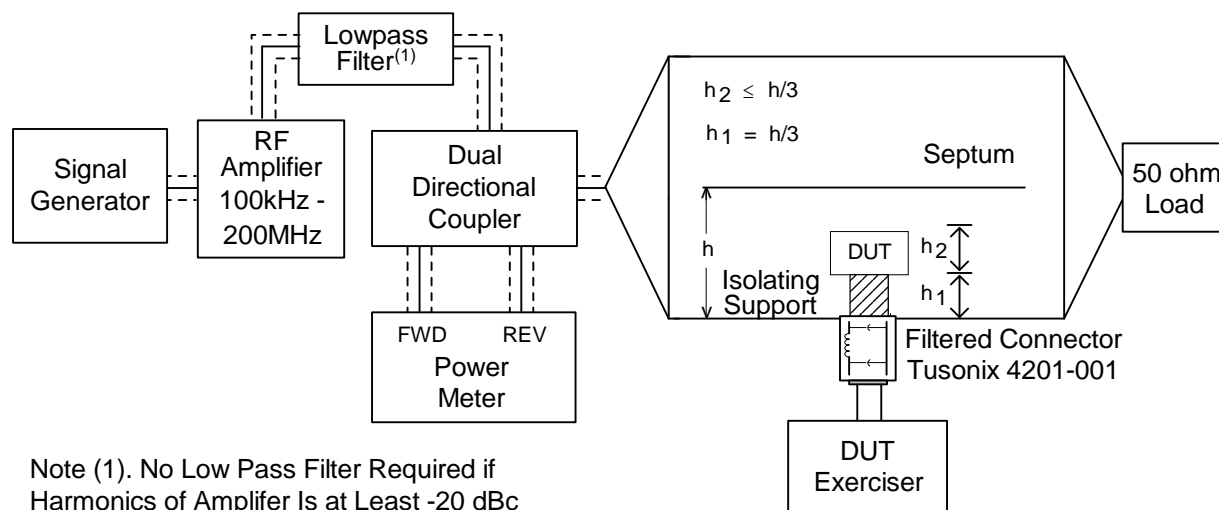 Lowpass
Filter(1)
Signal
Generator
RF
Amplifier
100kHz -
200MHz
Dual
Directional
Coupler
FWD REV
Power
Meter
h2 ≤ h/3
h1 = h/3
Septum
h
DUT
h2
h1
Isolating
Support
50 ohm
Load
Filtered Connector
Tusonix 4201-001
DUT
Exerciser
Note (1). No Low Pass Filter Required if
Harmonics of Amplifer Is at Least -20 dBc